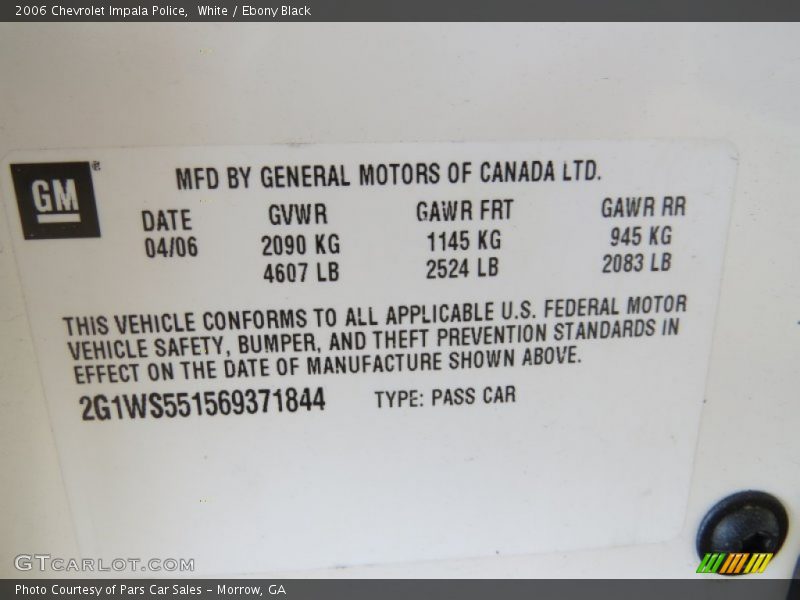 2006 Chevrolet Impala Police,  White / Ebony Black
GM
MFD BY GENERAL MOTORS OF CANADA LTD.
DATE GVWR GAWR FRT GAWR RR
04/06 2090 KG 1145 KG 945 KG
4607 LB 2524 LB 2083 LB
THIS VEHICLE CONFORMS TO ALL APPLICABLE U.S. FEDERAL MOTOR
VEHICLE SAFETY, BUMPER, AND THEFT PREVENTION STANDARDS IN
EFFECT ON THE DATE OF MANUFACTURE SHOWN ABOVE.
2G1WS551569371844 TYPE: PASS CAR
GTCARLOT.COM
Photo Courtesy of Pars Car Sales - Morrow, GA